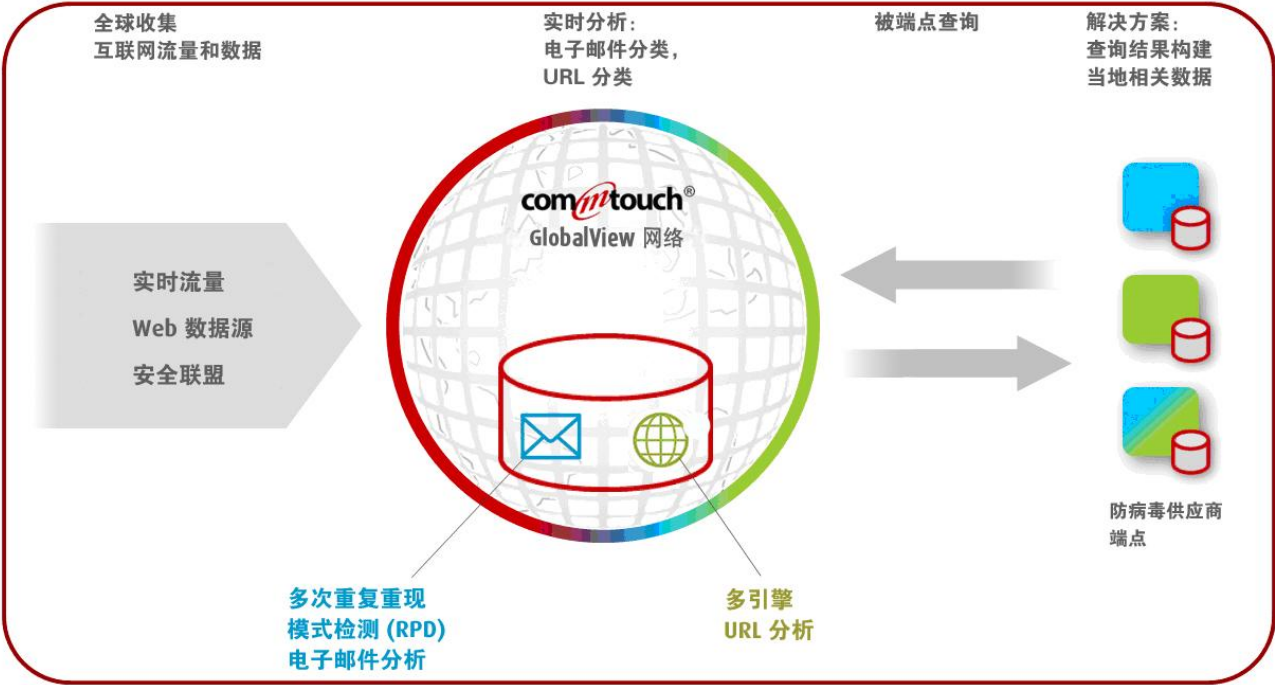 全球收集
互联网流量和数据
实时分析:
电子邮件分类,
URL 分类
被端点查询
解决方案:
查询结果构建
当地相关数据
commtouch®
GlobalView 网络
实时流量
Web 数据源
安全联盟
防病毒供应商
端点
多次重复重现
模式检测 (RPD)
电子邮件分析
多引擎
URL 分析